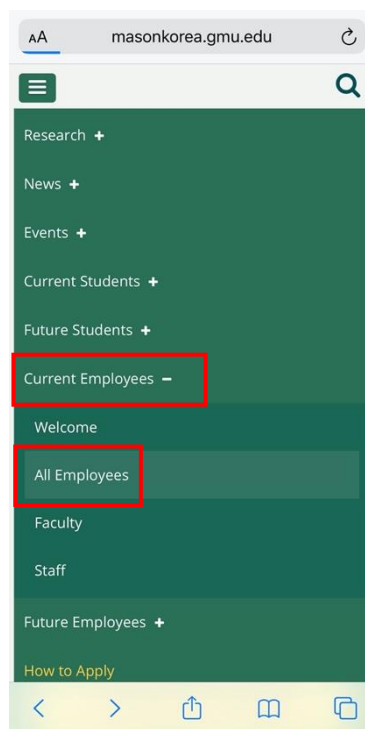 AA masonkorea.gmu.edu
Research +
News +
Events +
Current Students +
Future Students +
Current Employees −
Welcome
All Employees
Faculty
Staff
Future Employees +
How to Apply